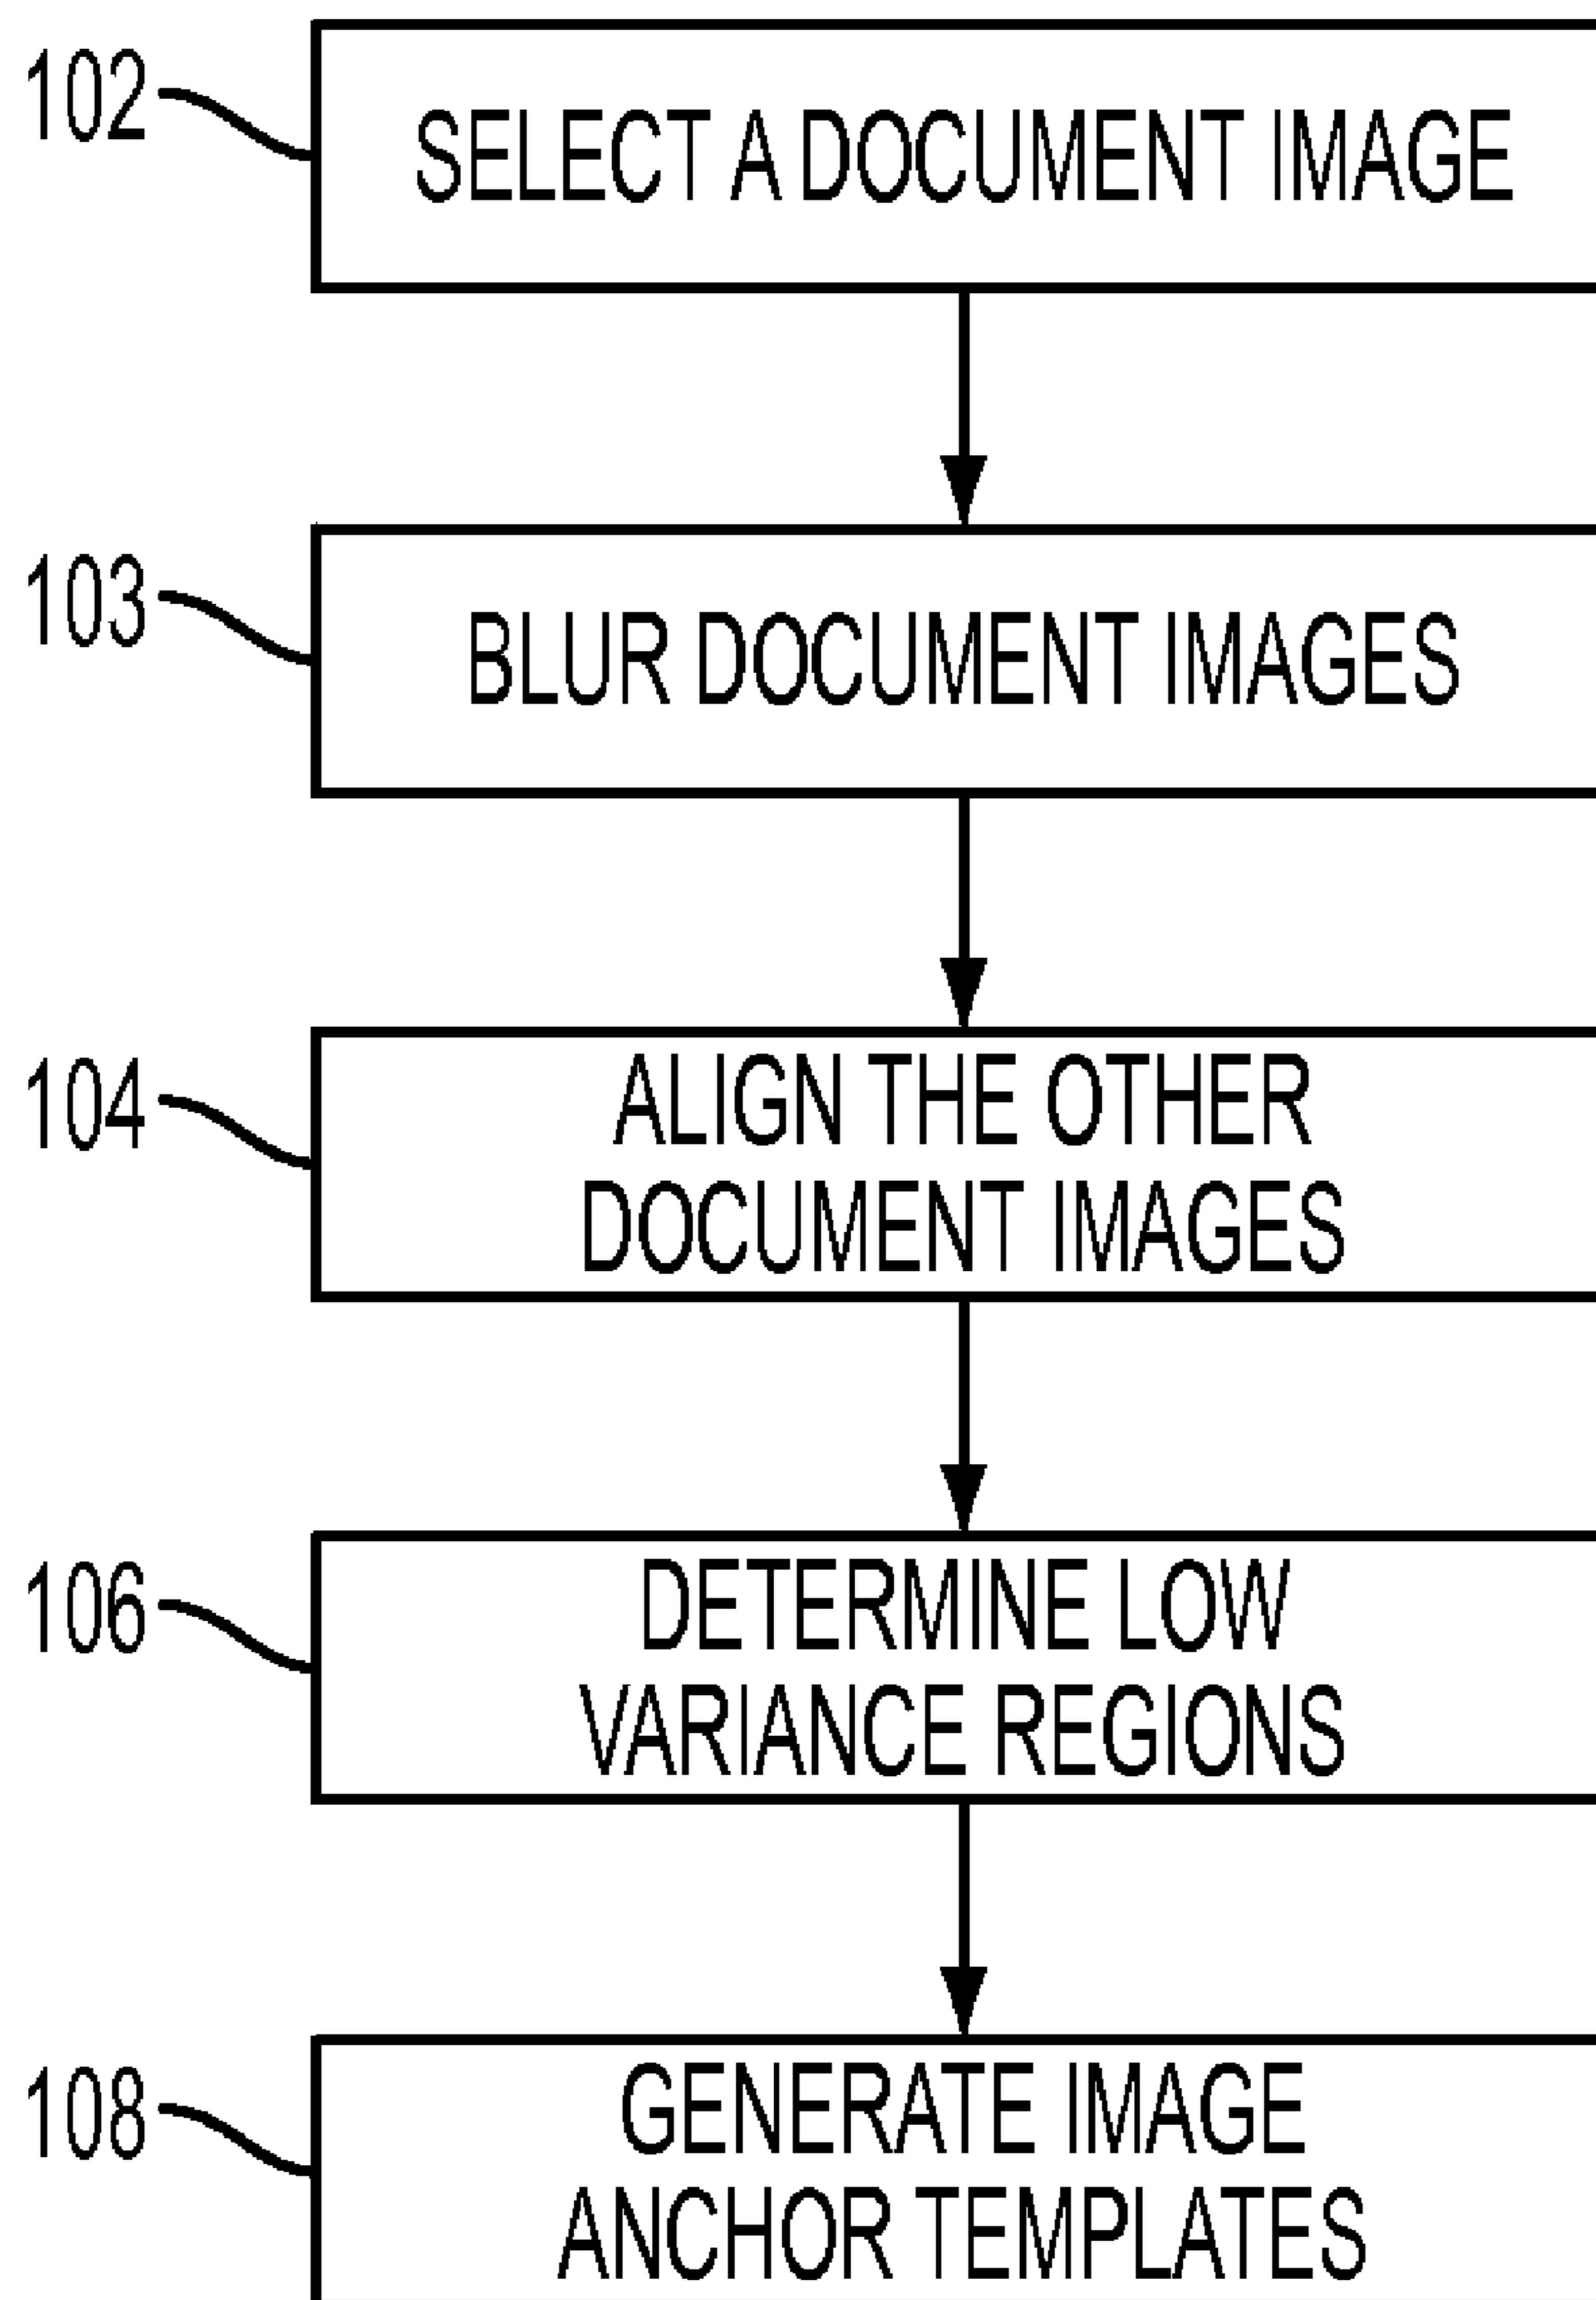 102
SELECT A DOCUMENT IMAGE
103
BLUR DOCUMENT IMAGES
104
ALIGN THE OTHER
DOCUMENT IMAGES
106
DETERMINE LOW
VARIANCE REGIONS
108
GENERATE IMAGE
ANCHOR TEMPLATES